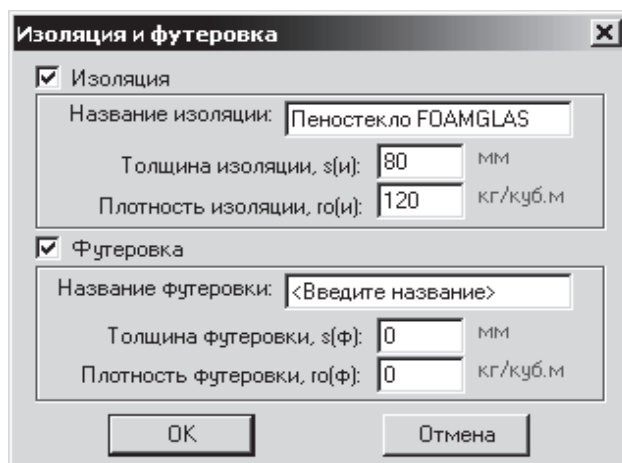 Изоляция и футеровка
Изоляция
Название изоляции: Пеностекло FOAMGLAS
Толщина изоляции, s(и): 80 мм
Плотность изоляции, ro(и): 120 кг/куб.м
Футеровка
Название футеровки: <Введите название>
Толщина футеровки, s(ф): 0 мм
Плотность футеровки, ro(ф): 0 кг/куб.м
OK Отмена